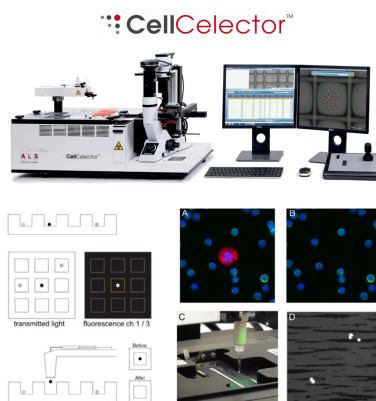 CellCelector™
ALS
CellCelector
transmitted light
fluorescence ch 1 / 3
Before
After
A
B
C
D